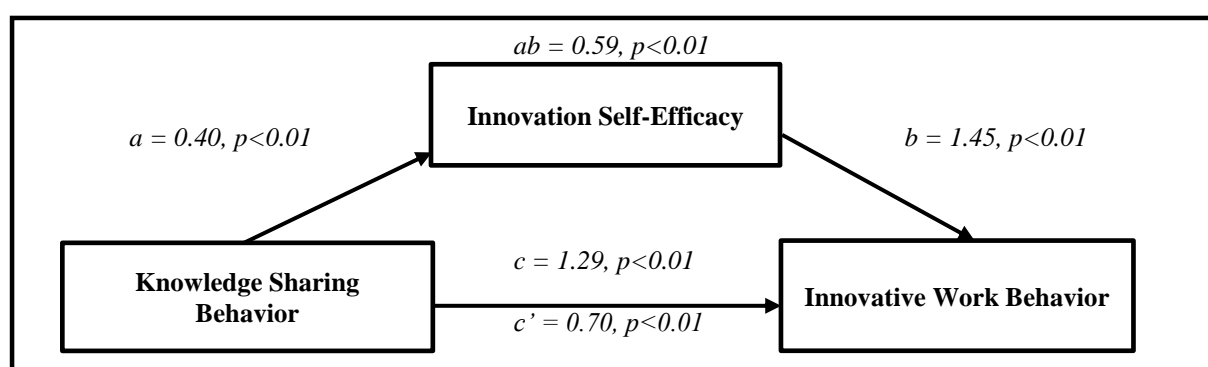 ab = 0.59, p<0.01
Innovation Self-Efficacy
a = 0.40, p<0.01
b = 1.45, p<0.01
Knowledge Sharing
Behavior
c = 1.29, p<0.01
c’ = 0.70, p<0.01
Innovative Work Behavior